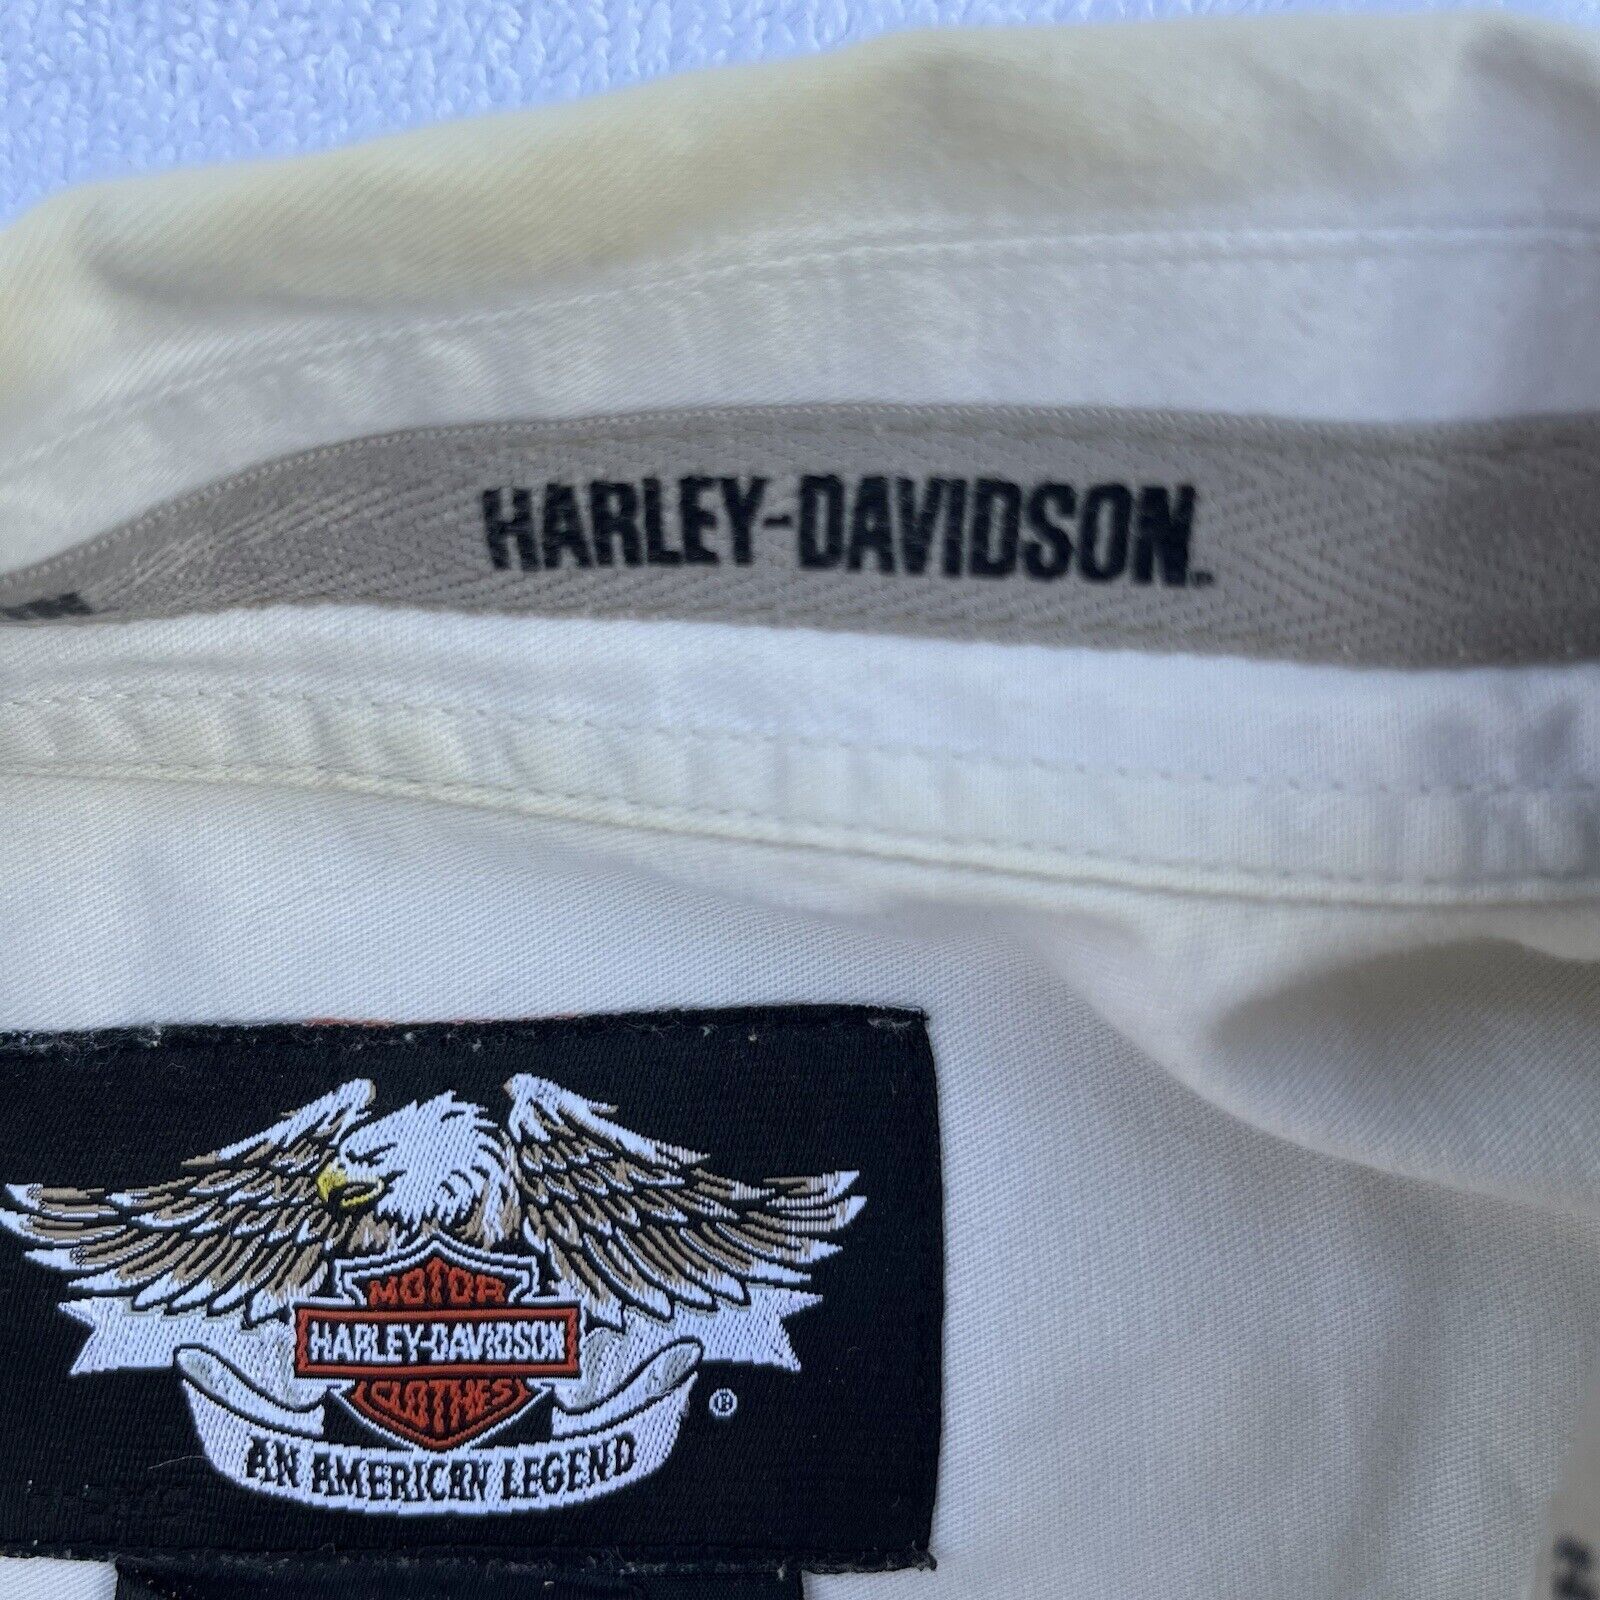 HARLEY-DAVIDSON
MOTOR
HARLEY-DAVIDSON
CLOTHES
®
AN AMERICAN LEGEND